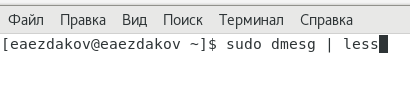 Файл Правка Вид Поиск Терминал Справка
[eaezdakov@eaezdakov ~]$ sudo dmesg | less